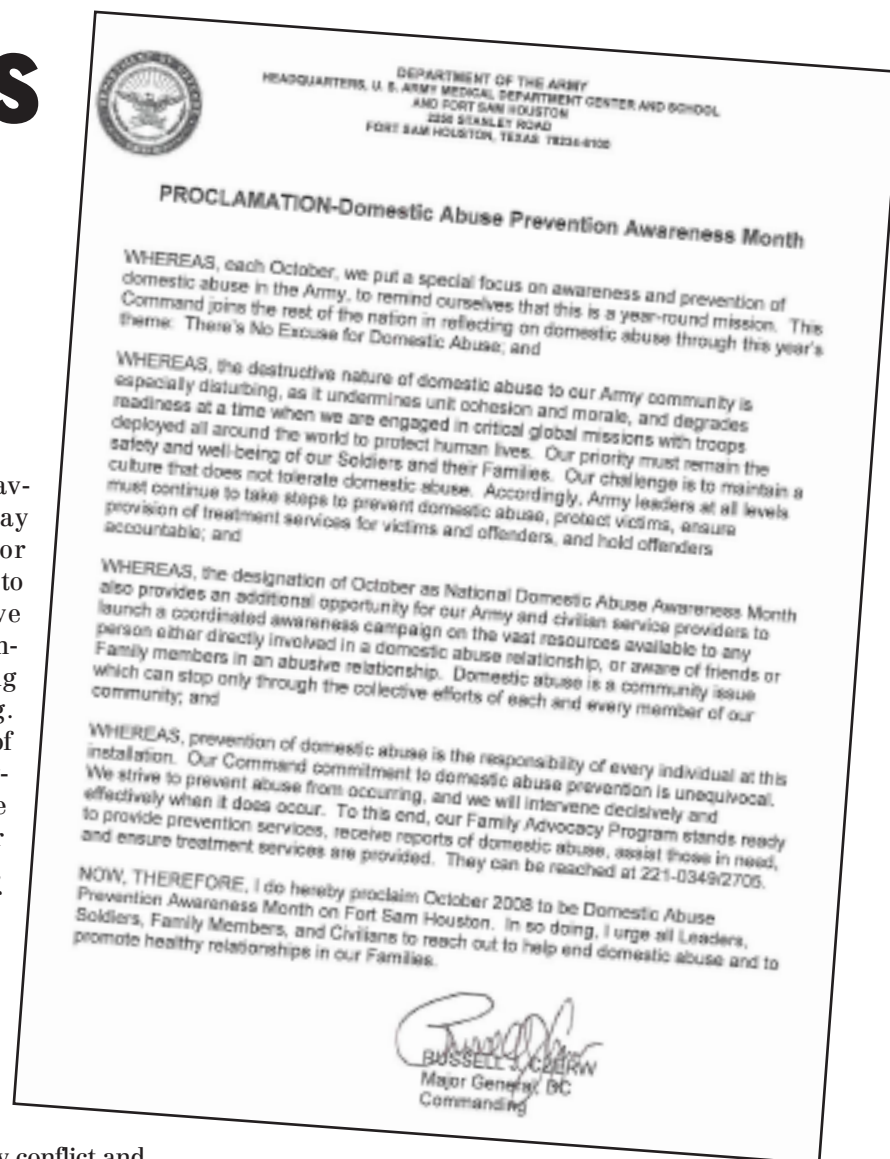 s
DEPARTMENT OF THE ARMY
HEADQUARTERS, U. S. ARMY MEDICAL DEPARTMENT CENTER AND SCHOOL
AND FORT SAM HOUSTON
2250 STANLEY ROAD
FORT SAM HOUSTON, TEXAS 78234-6100
PROCLAMATION-Domestic Abuse Prevention Awareness Month
WHEREAS, each October, we put a special focus on awareness and prevention of
domestic abuse in the Army, to remind ourselves that this is a year-round mission. This
Command joins the rest of the nation in reflecting on domestic abuse through this year's
theme: There's No Excuse for Domestic Abuse; and
WHEREAS, the destructive nature of domestic abuse to our Army community is
especially disturbing, as it undermines unit cohesion and morale, and degrades
readiness at a time when we are engaged in critical global missions with troops
deployed all around the world to protect human lives. Our priority must remain the
safety and well-being of our Soldiers and their Families. Our challenge is to maintain a
culture that does not tolerate domestic abuse. Accordingly, Army leaders at all levels
must continue to take steps to prevent domestic abuse, protect victims, ensure
provision of treatment services for victims and offenders, and hold offenders
accountable; and
WHEREAS, the designation of October as National Domestic Abuse Awareness Month
also provides an additional opportunity for our Army and civilian service providers to
launch a coordinated awareness campaign on the vast resources available to any
person either directly involved in a domestic abuse relationship, or aware of friends or
Family members in an abusive relationship. Domestic abuse is a community issue
which can stop only through the collective efforts of each and every member of our
community; and
WHEREAS, prevention of domestic abuse is the responsibility of every individual at this
installation. Our Command commitment to domestic abuse prevention is unequivocal.
We strive to prevent abuse from occurring, and we will intervene decisively and
effectively when it does occur. To this end, our Family Advocacy Program stands ready
to provide prevention services, receive reports of domestic abuse, assist those in need,
and ensure treatment services are provided. They can be reached at 221-0349/2705.
NOW, THEREFORE, I do hereby proclaim October 2008 to be Domestic Abuse
Prevention Awareness Month on Fort Sam Houston. In so doing, I urge all Leaders,
Soldiers, Family Members, and Civilians to reach out to help end domestic abuse and to
promote healthy relationships in our Families.
RUSSELL J. CZERW
Major General, DC
Commanding
av-
ay
or
to
ve
n-
ng
g.
of
-
e
r
.
y conflict and